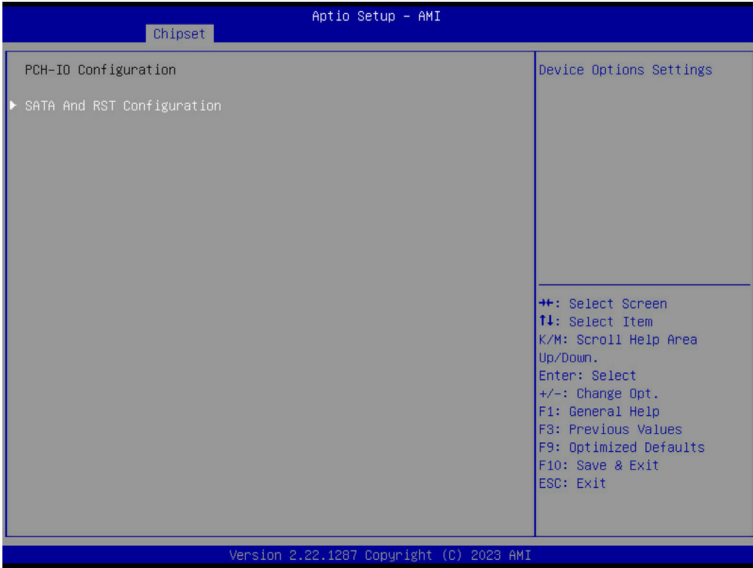 Aptio Setup – AMI
Chipset
PCH-IO Configuration
▶ SATA And RST Configuration
Device Options Settings
→←: Select Screen
↑↓: Select Item
K/M: Scroll Help Area
Up/Down.
Enter: Select
+/-: Change Opt.
F1: General Help
F3: Previous Values
F9: Optimized Defaults
F10: Save & Exit
ESC: Exit
Version 2.22.1287 Copyright (C) 2023 AMI